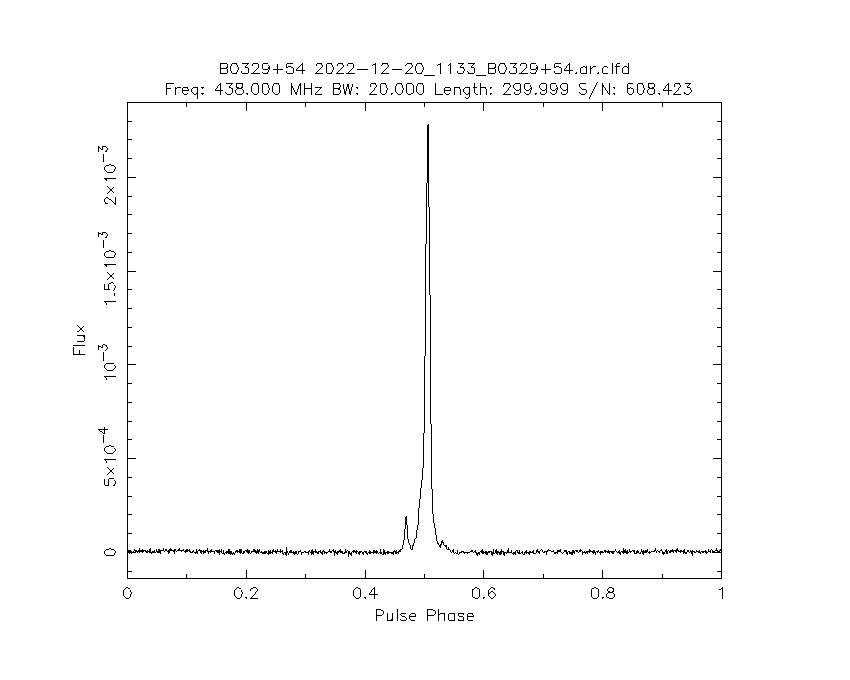 B0329+54 2022-12-20_1133_B0329+54.ar.clfd
Freq: 438.000 MHz BW: 20.000 Length: 299.999 S/N: 608.423
2×10⁻³
1.5×10⁻³
10⁻³
5×10⁻⁴
0
Flux
0 0.2 0.4 0.6 0.8 1
Pulse Phase